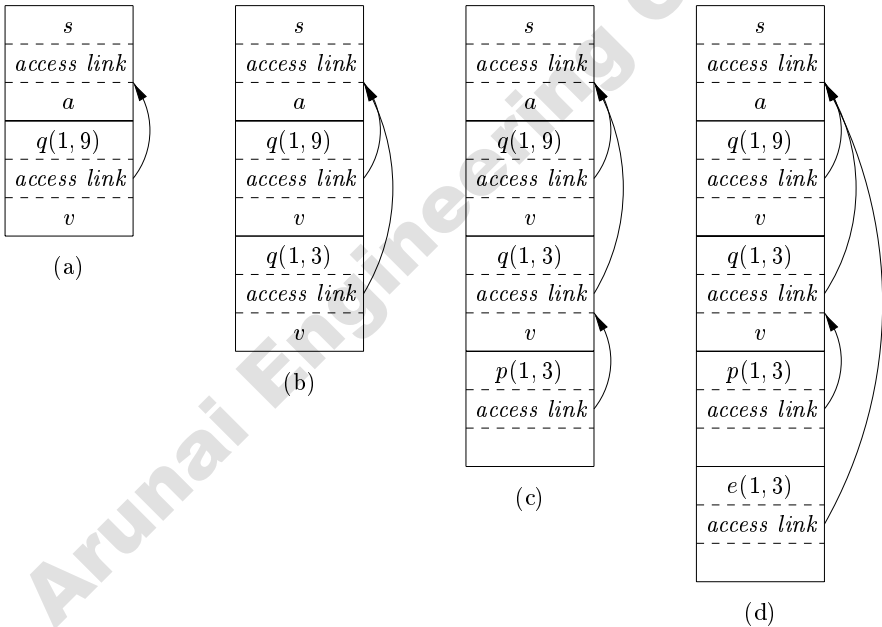 s
access link
a
q(1, 9)
access link
v
(a)
s
access link
a
q(1, 9)
access link
v
q(1, 3)
access link
v
(b)
s
access link
a
q(1, 9)
access link
v
q(1, 3)
access link
v
p(1, 3)
access link
(c)
s
access link
a
q(1, 9)
access link
v
q(1, 3)
access link
v
p(1, 3)
access link
e(1, 3)
access link
(d)
Arunai Engineering